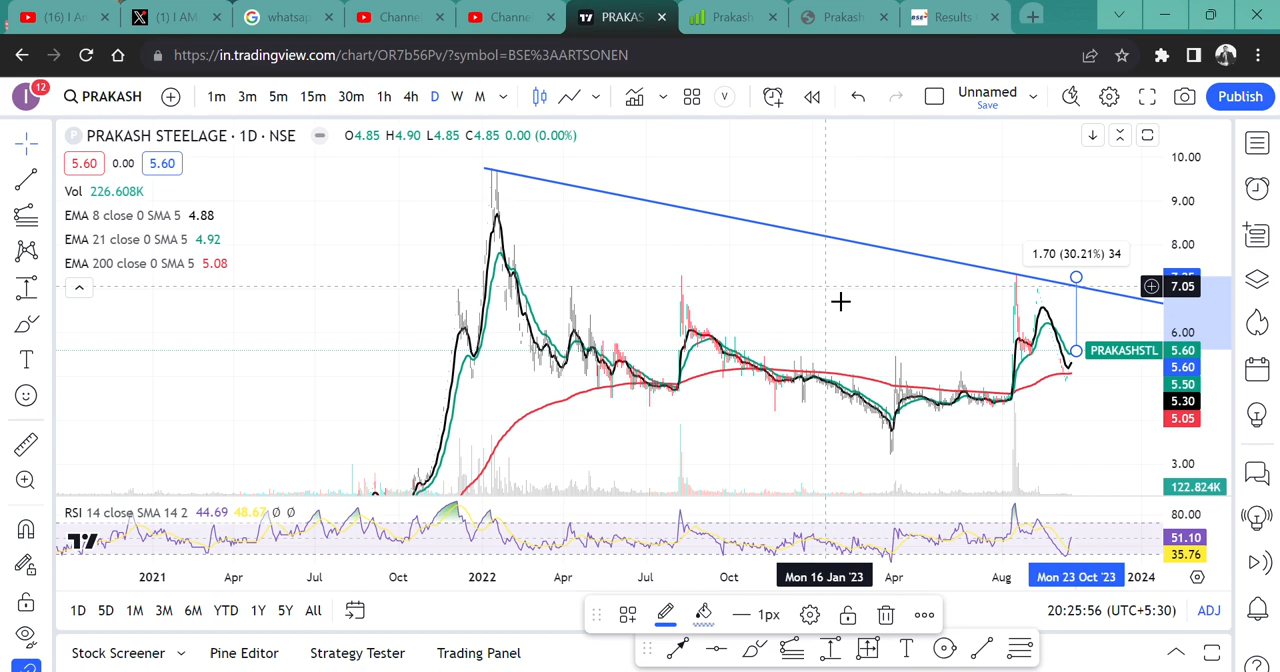 (16) I An
(1) I AM
whatsap
Channe
Channe
PRAKAS
Prakash
Prakash
BSE
Results
https://in.tradingview.com/chart/OR7b56Pv/?symbol=BSE%3AARTSONEN
I
12
PRAKASH
1m 3m 5m 15m 30m 1h 4h D W M
V
Unnamed
Save
Publish
P PRAKASH STEELAGE · 1D · NSE O4.85 H4.90 L4.85 C4.85 0.00 (0.00%)
5.60 0.00 5.60
Vol 226.608K
EMA 8 close 0 SMA 5 4.88
EMA 21 close 0 SMA 5 4.92
EMA 200 close 0 SMA 5 5.08
1.70 (30.21%) 34
10.00
9.00
8.00
7.05
6.00
PRAKASHSTL 5.60
5.60
5.50
5.30
5.05
3.00
122.824K
RSI 14 close SMA 14 2 44.69 48.67 Ø Ø
80.00
51.10
35.76
2021 Apr Jul Oct 2022 Apr Jul Oct Mon 16 Jan '23 Apr Aug Mon 23 Oct '23 2024
1D 5D 1M 3M 6M YTD 1Y 5Y All
1px
20:25:56 (UTC+5:30) ADJ
Stock Screener Pine Editor Strategy Tester Trading Panel